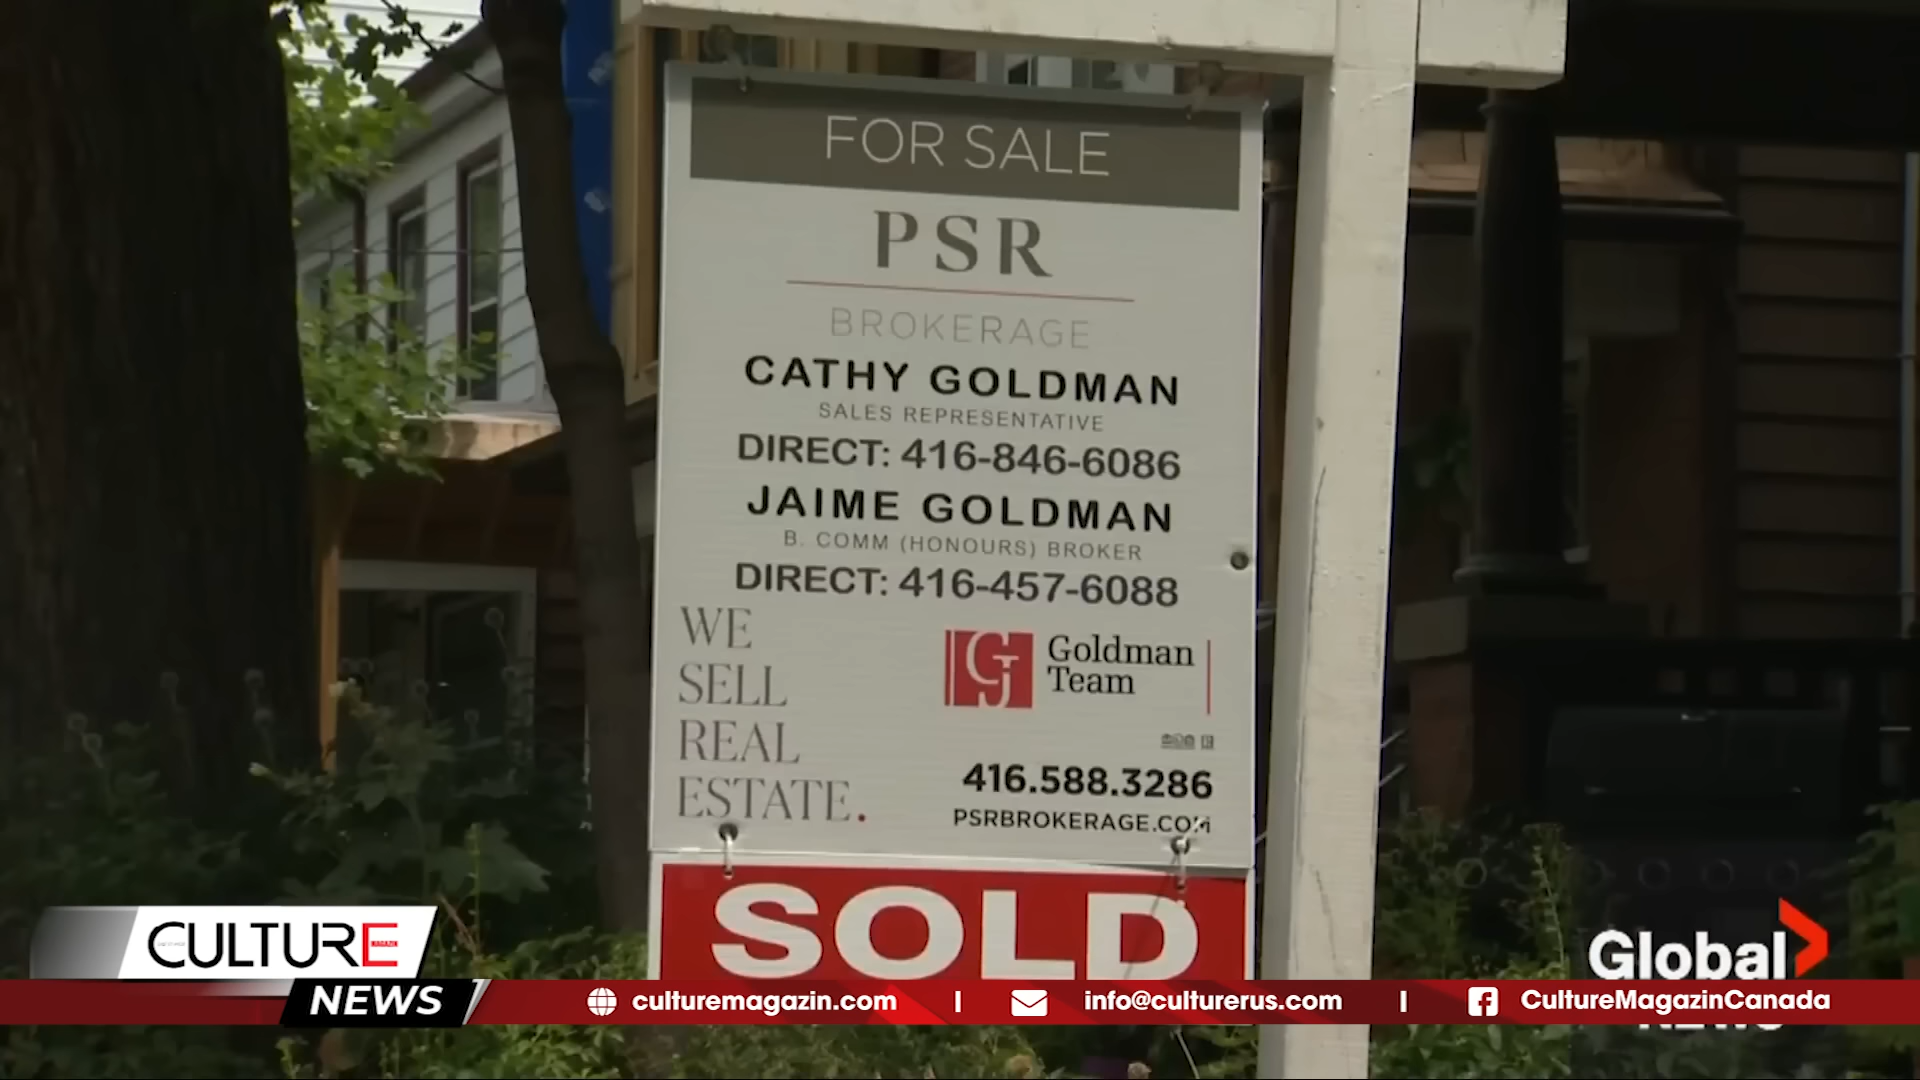 FOR SALE
PSR
BROKERAGE
CATHY GOLDMAN
SALES REPRESENTATIVE
DIRECT: 416-846-6086
JAIME GOLDMAN
B. COMM (HONOURS) BROKER
DIRECT: 416-457-6088
WE
SELL
REAL
ESTATE.
GJ
Goldman
Team
416.588.3286
PSRBROKERAGE.COM
SOLD
CULTURE
NEWS
culturemagazin.com | info@culturerus.com | CultureMagazinCanada
Global
NEWS